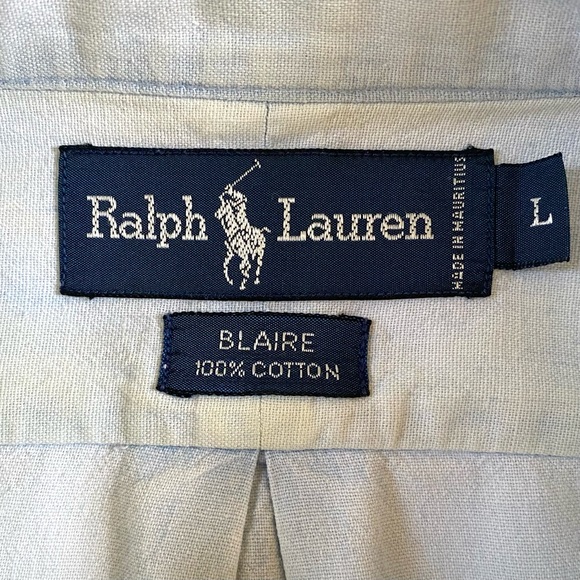 Ralph Lauren
MADE IN MAURITIUS
L
BLAIRE
100% COTTON